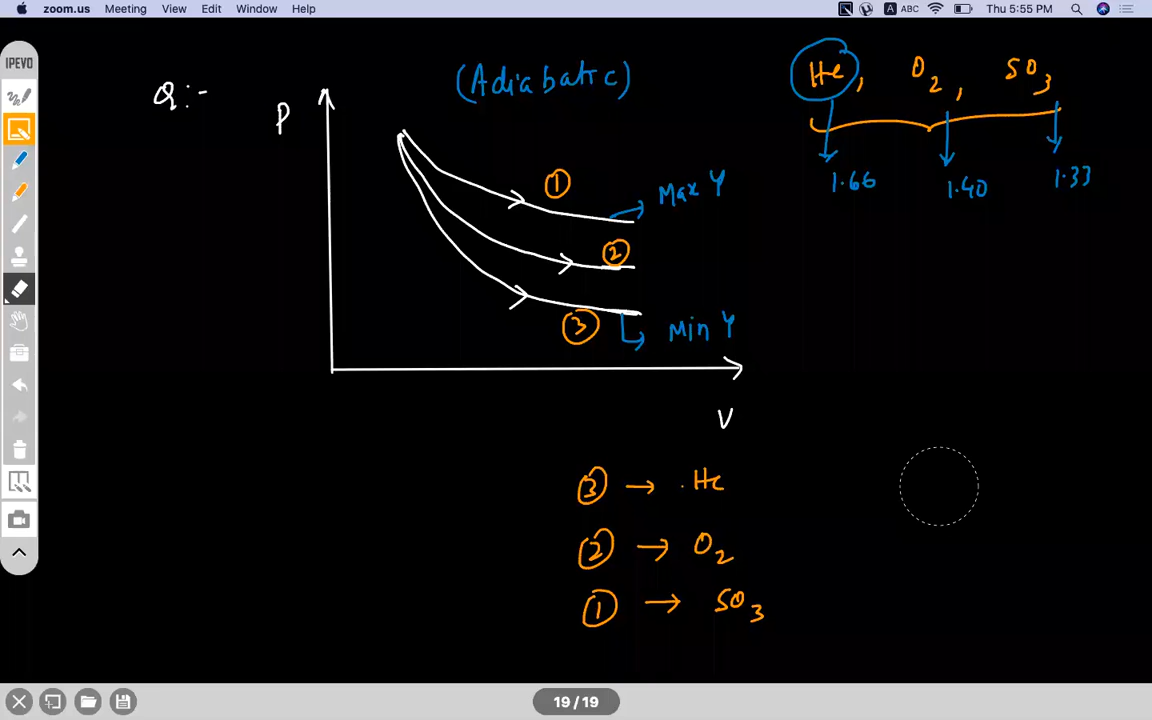 zoom.us Meeting View Edit Window Help ABC Thu 5:55 PM
IPEVO
Q:-
(Adiabatic)
He, O2, SO3
P
1.66 1.40 1.33
①
Max γ
②
③
Min γ
V
③ → He
② → O2
① → SO3
19 / 19